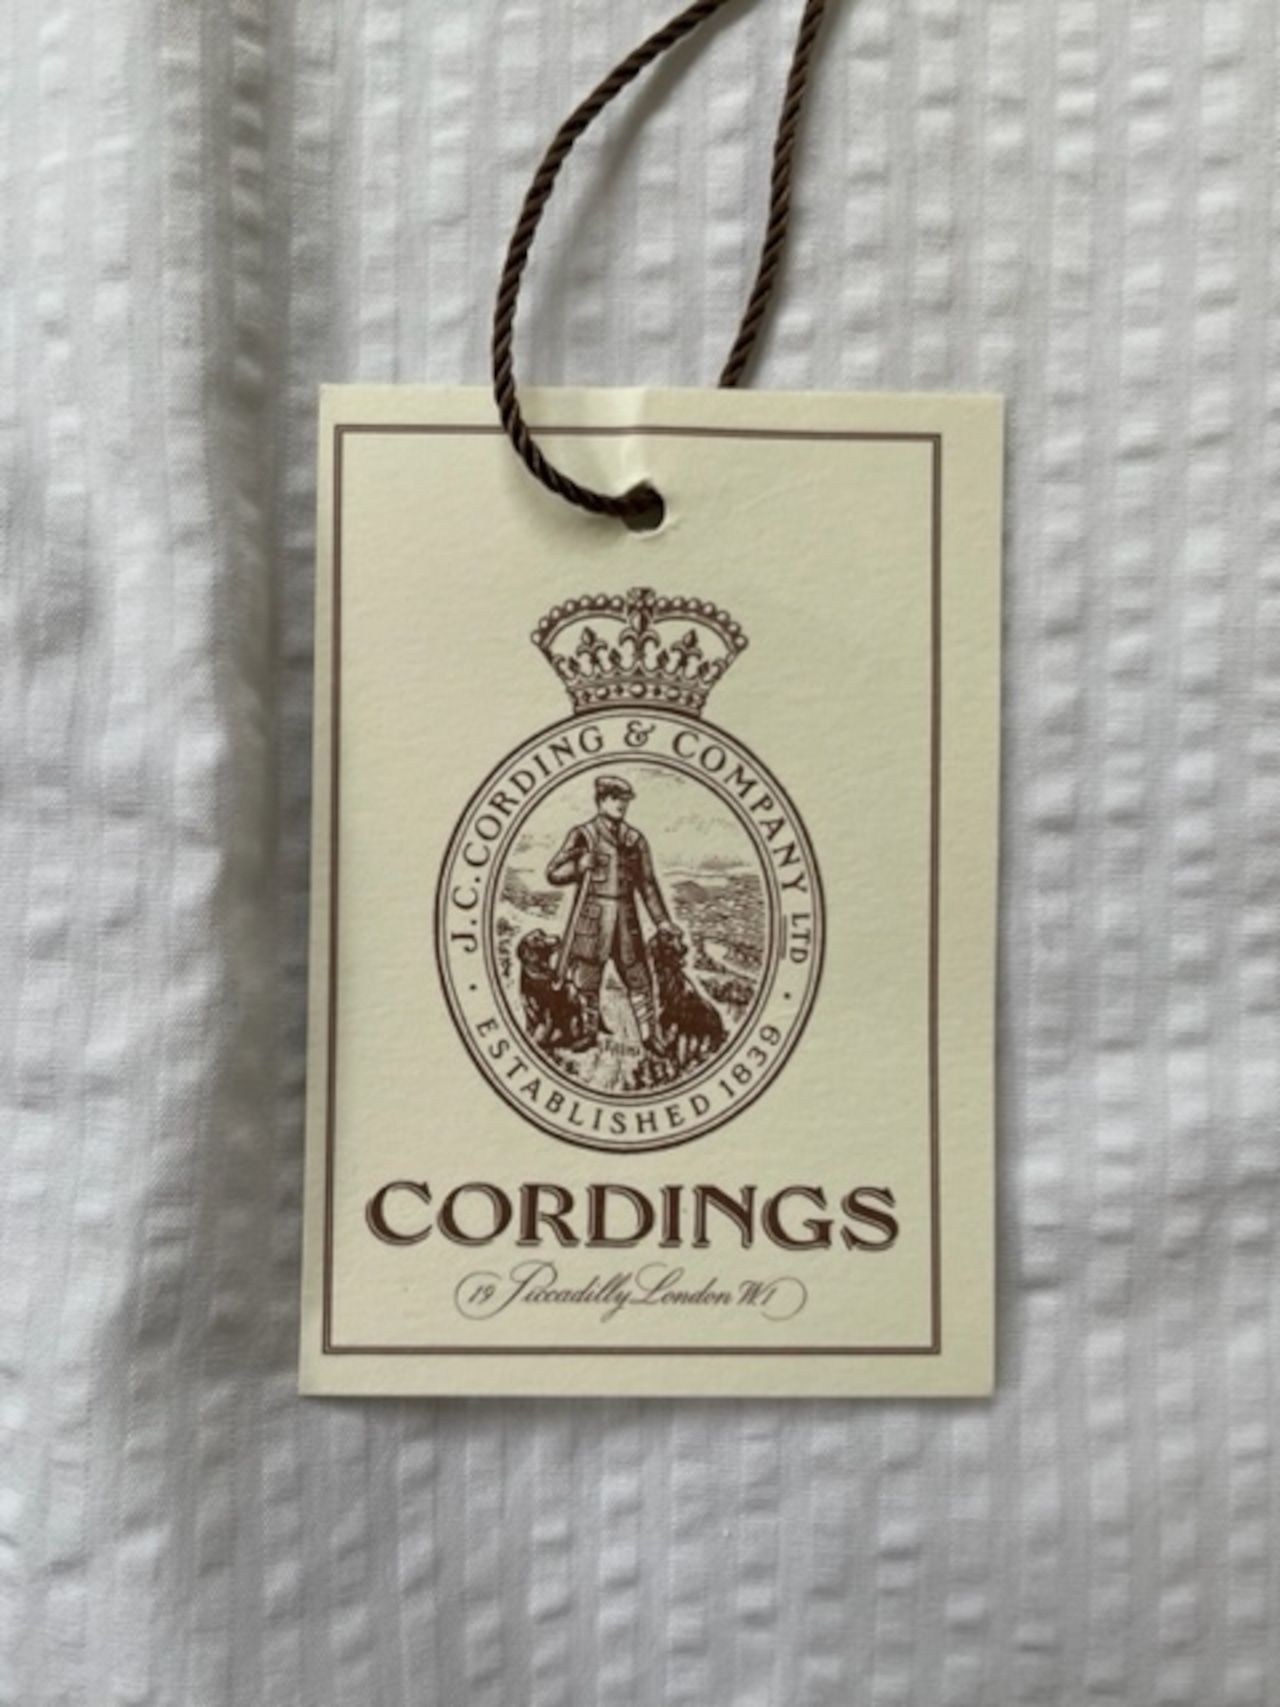 J.C.CORDING & COMPANY LTD
· ESTABLISHED 1839 ·
CORDINGS
19 Piccadilly London W1